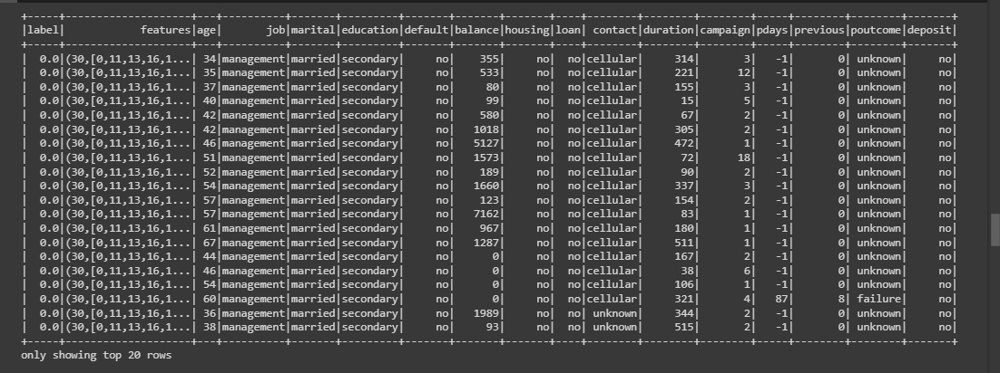 +-----+--------------------+---+----------+-------+---------+-------+-------+-------+----+--------+--------+--------+-----+--------+--------+-------+
|label|            features|age|       job|marital|education|default|balance|housing|loan| contact|duration|campaign|pdays|previous|poutcome|deposit|
+-----+--------------------+---+----------+-------+---------+-------+-------+-------+----+--------+--------+--------+-----+--------+--------+-------+
|  0.0|(30,[0,11,13,16,1...| 34|management|married|secondary|     no|    355|     no|  no|cellular|     314|       3|   -1|       0| unknown|     no|
|  0.0|(30,[0,11,13,16,1...| 35|management|married|secondary|     no|    533|     no|  no|cellular|     221|      12|   -1|       0| unknown|     no|
|  0.0|(30,[0,11,13,16,1...| 37|management|married|secondary|     no|     80|     no|  no|cellular|     155|       3|   -1|       0| unknown|     no|
|  0.0|(30,[0,11,13,16,1...| 40|management|married|secondary|     no|     99|     no|  no|cellular|      15|       5|   -1|       0| unknown|     no|
|  0.0|(30,[0,11,13,16,1...| 42|management|married|secondary|     no|    580|     no|  no|cellular|      67|       2|   -1|       0| unknown|     no|
|  0.0|(30,[0,11,13,16,1...| 42|management|married|secondary|     no|   1018|     no|  no|cellular|     305|       2|   -1|       0| unknown|     no|
|  0.0|(30,[0,11,13,16,1...| 46|management|married|secondary|     no|   5127|     no|  no|cellular|     472|       1|   -1|       0| unknown|     no|
|  0.0|(30,[0,11,13,16,1...| 51|management|married|secondary|     no|   1573|     no|  no|cellular|      72|      18|   -1|       0| unknown|     no|
|  0.0|(30,[0,11,13,16,1...| 52|management|married|secondary|     no|    189|     no|  no|cellular|      90|       2|   -1|       0| unknown|     no|
|  0.0|(30,[0,11,13,16,1...| 54|management|married|secondary|     no|   1660|     no|  no|cellular|     337|       3|   -1|       0| unknown|     no|
|  0.0|(30,[0,11,13,16,1...| 57|management|married|secondary|     no|    123|     no|  no|cellular|     154|       2|   -1|       0| unknown|     no|
|  0.0|(30,[0,11,13,16,1...| 57|management|married|secondary|     no|   7162|     no|  no|cellular|      83|       1|   -1|       0| unknown|     no|
|  0.0|(30,[0,11,13,16,1...| 61|management|married|secondary|     no|    967|     no|  no|cellular|     180|       1|   -1|       0| unknown|     no|
|  0.0|(30,[0,11,13,16,1...| 67|management|married|secondary|     no|   1287|     no|  no|cellular|     511|       1|   -1|       0| unknown|     no|
|  0.0|(30,[0,11,13,16,1...| 44|management|married|secondary|     no|      0|     no|  no|cellular|     167|       2|   -1|       0| unknown|     no|
|  0.0|(30,[0,11,13,16,1...| 46|management|married|secondary|     no|      0|     no|  no|cellular|      38|       6|   -1|       0| unknown|     no|
|  0.0|(30,[0,11,13,16,1...| 54|management|married|secondary|     no|      0|     no|  no|cellular|     106|       1|   -1|       0| unknown|     no|
|  0.0|(30,[0,11,13,16,1...| 60|management|married|secondary|     no|      0|     no|  no|cellular|     321|       4|   87|       8| failure|     no|
|  0.0|(30,[0,11,13,16,1...| 36|management|married|secondary|     no|   1989|     no|  no| unknown|     344|       2|   -1|       0| unknown|     no|
|  0.0|(30,[0,11,13,16,1...| 38|management|married|secondary|     no|     93|     no|  no| unknown|     515|       2|   -1|       0| unknown|     no|
+-----+--------------------+---+----------+-------+---------+-------+-------+-------+----+--------+--------+--------+-----+--------+--------+-------+
only showing top 20 rows